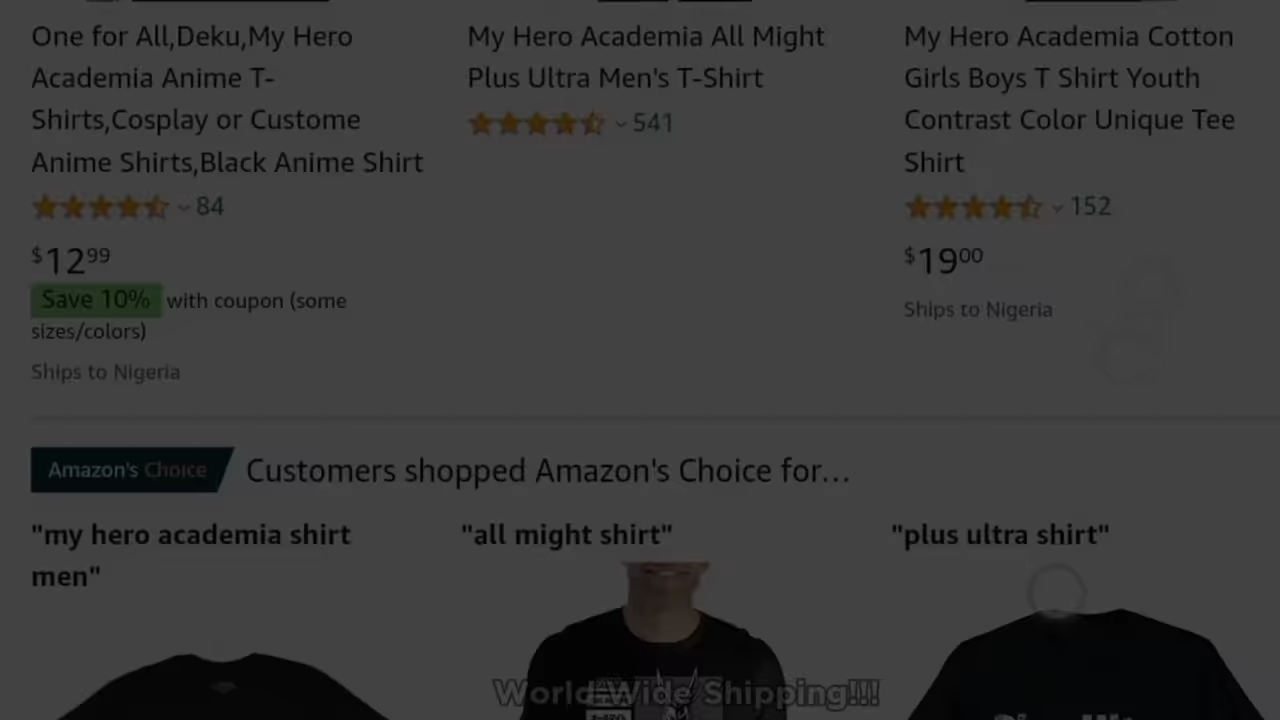 One for All,Deku,My Hero
Academia Anime T-
Shirts,Cosplay or Custome
Anime Shirts,Black Anime Shirt
84
$12.99
Save 10% with coupon (some
sizes/colors)
Ships to Nigeria
My Hero Academia All Might
Plus Ultra Men's T-Shirt
541
My Hero Academia Cotton
Girls Boys T Shirt Youth
Contrast Color Unique Tee
Shirt
152
$19.00
Ships to Nigeria
Amazon's Choice Customers shopped Amazon's Choice for…
"my hero academia shirt
men"
"all might shirt"
"plus ultra shirt"
World Wide Shipping!!!